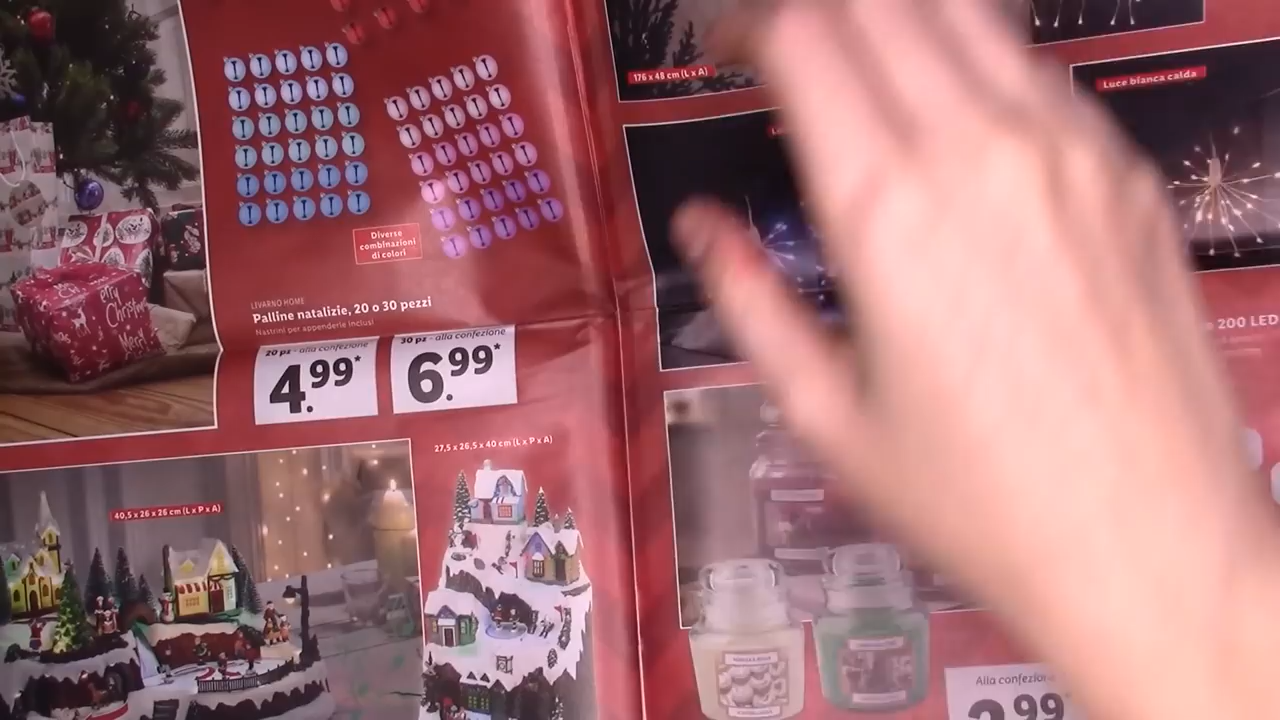 176 x 48 cm (L x A)
Luce bianca calda
Diverse
combinazioni
di colori
LIVARNO HOME
Palline natalizie, 20 o 30 pezzi
Nastrini per appenderle inclusi
20 pz - alla confezione
4.99*
30 pz - alla confezione
6.99*
200 LED
Merry
Christmas
Merry
27,5 x 26,5 x 40 cm (L x P x A)
40,5 x 26 x 26 cm (L x P x A)
Alla confezione
.99*